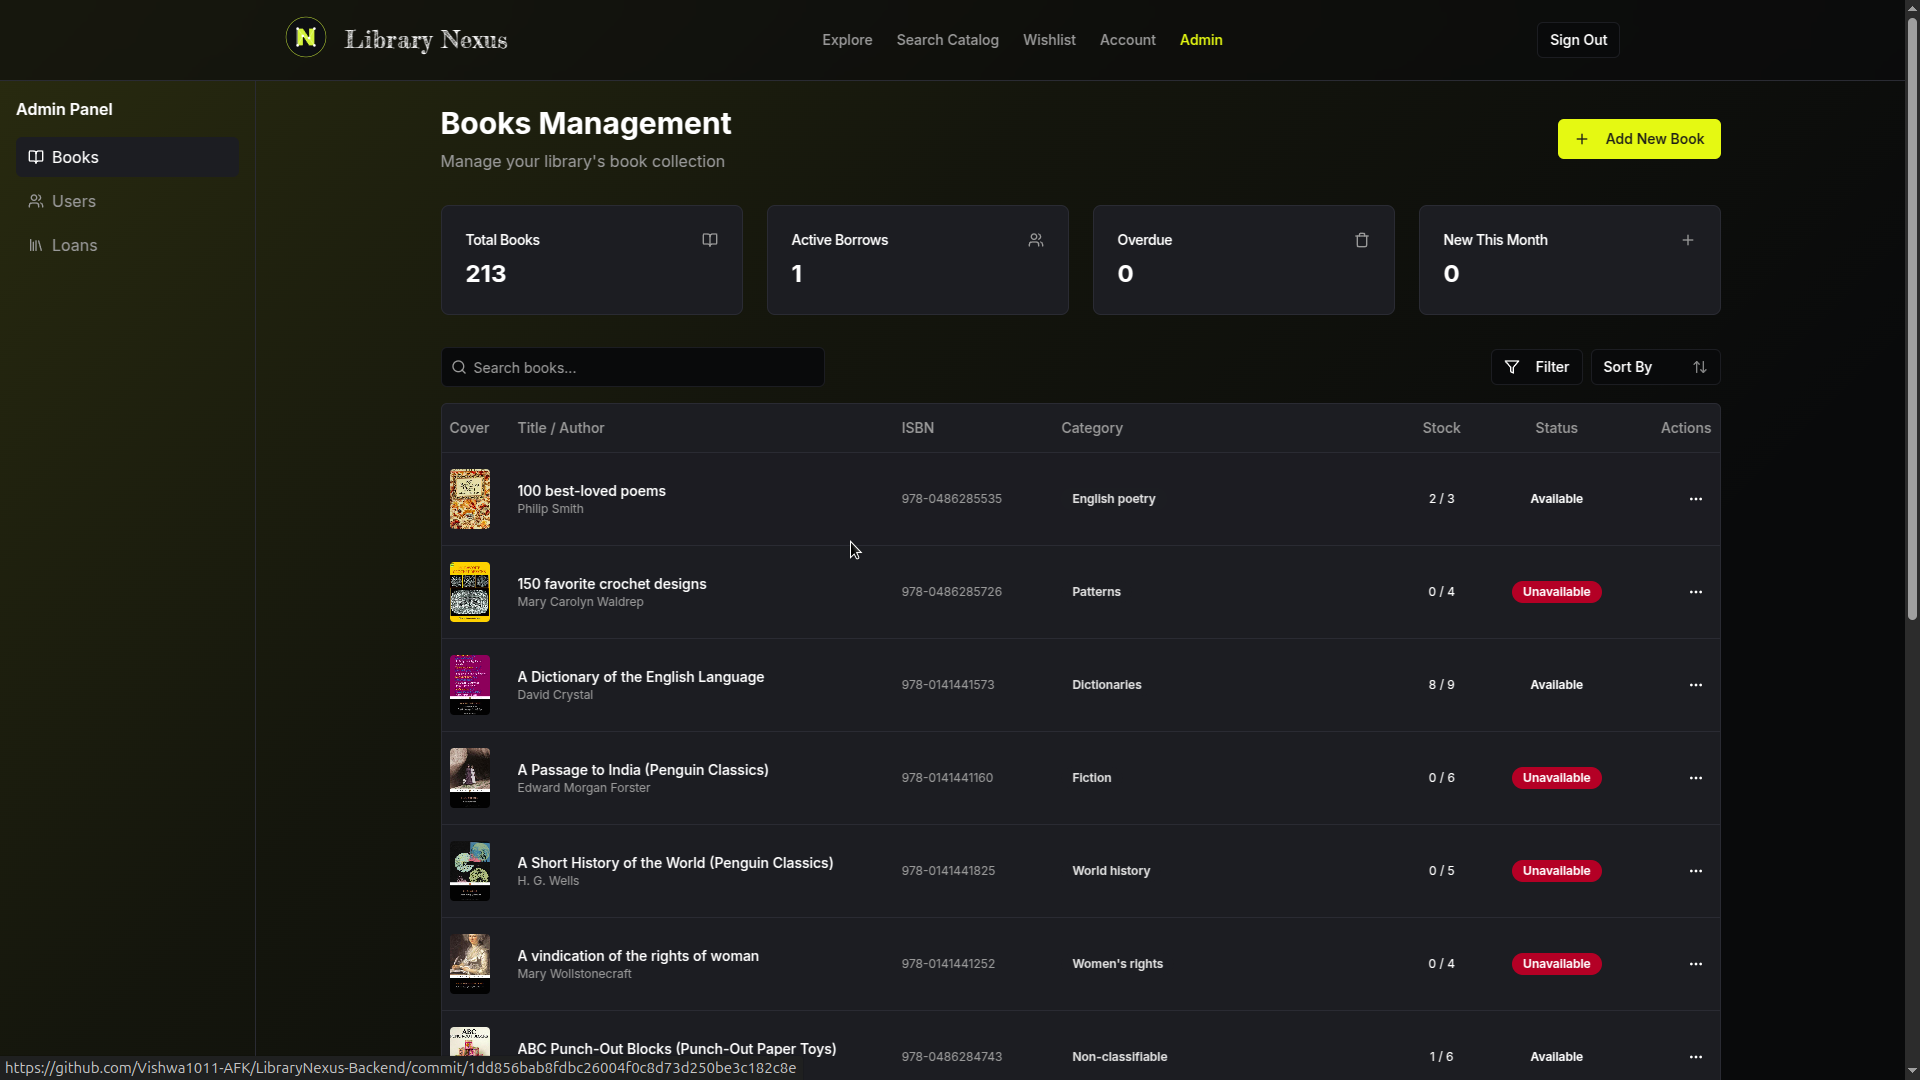 N Library Nexus Explore Search Catalog Wishlist Account Admin Sign Out
Admin Panel
Books
Users
Loans
Books Management
Manage your library's book collection
+ Add New Book
Total Books
213
Active Borrows
1
Overdue
0
New This Month
0
Search books...
Filter
Sort By
Cover Title / Author ISBN Category Stock Status Actions
100 best-loved poems
Philip Smith
978-0486285535 English poetry 2 / 3 Available ...
150 favorite crochet designs
Mary Carolyn Waldrep
978-0486285726 Patterns 0 / 4 Unavailable ...
A Dictionary of the English Language
David Crystal
978-0141441573 Dictionaries 8 / 9 Available ...
A Passage to India (Penguin Classics)
Edward Morgan Forster
978-0141441160 Fiction 0 / 6 Unavailable ...
A Short History of the World (Penguin Classics)
H. G. Wells
978-0141441825 World history 0 / 5 Unavailable ...
A vindication of the rights of woman
Mary Wollstonecraft
978-0141441252 Women's rights 0 / 4 Unavailable ...
ABC
ABC Punch-Out Blocks (Punch-Out Paper Toys)
978-0486284743 Non-classifiable 1 / 6 Available ...
https://github.com/Vishwa1011-AFK/LibraryNexus-Backend/commit/1dd856bab8fdbc26004f0c8d73d250be3c182c8e